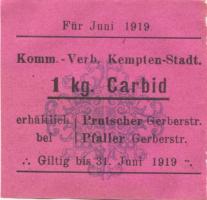 Für Juni 1919
Komm.-Verb. Kempten-Stadt.
1 kg. Carbid
erhältlich Prutscher Gerberstr.
bei Pfaller Gerberstr.
∴ Giltig bis 31. Juni 1919 ∵